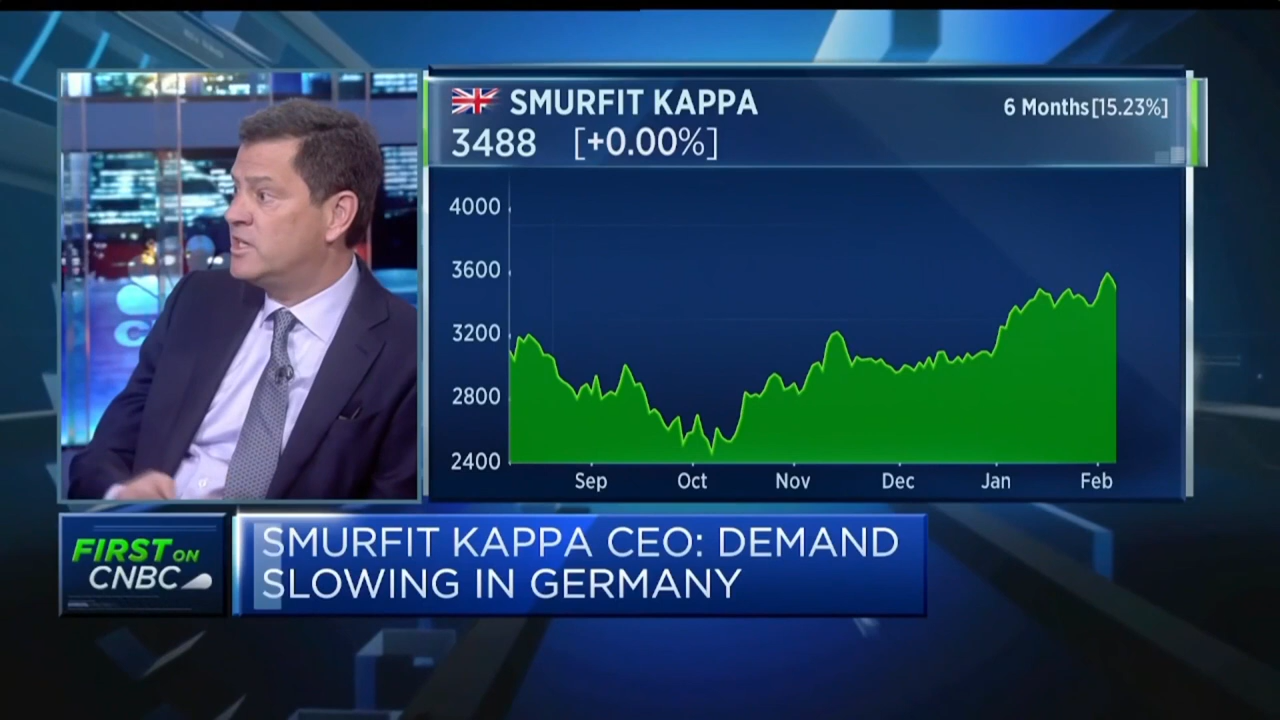 SMURFIT KAPPA
6 Months [15.23%]
3488 [+0.00%]
4000
3600
3200
2800
2400
Sep Oct Nov Dec Jan Feb
FIRST ON
CNBC
SMURFIT KAPPA CEO: DEMAND
SLOWING IN GERMANY